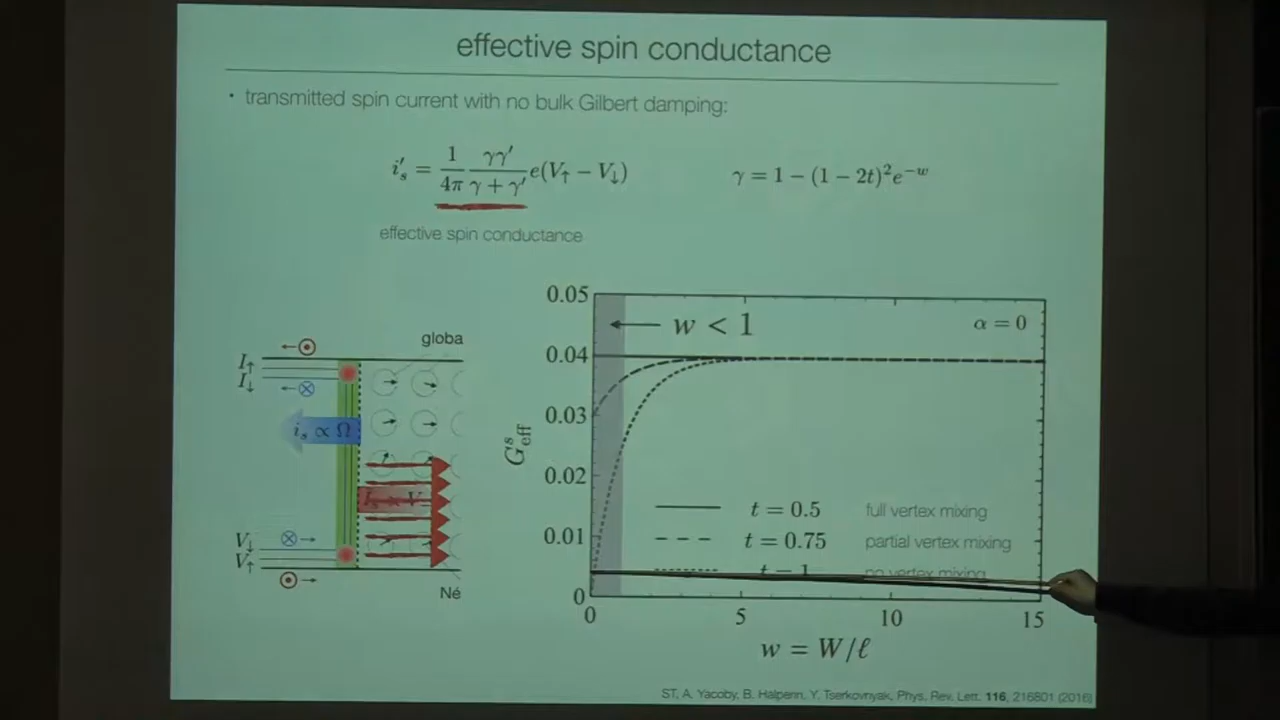 effective spin conductance
• transmitted spin current with no bulk Gilbert damping:
i′ₛ = 1/4π γγ′/(γ + γ′) e(V↑ − V↓)
γ = 1 − (1 − 2t)²e⁻ʷ
effective spin conductance
globa
I↑
I↓
iₛ ∝ Ω
V↓
V↑
Né
0.05
0.04
0.03
0.02
0.01
0
Gˢeff
w < 1
α = 0
t = 0.5 full vertex mixing
t = 0.75 partial vertex mixing
t = 1 no vertex mixing
0 5 10 15
w = W/ℓ
ST, A. Yacoby, B. Halperin, Y. Tserkovnyak, Phys. Rev. Lett. 116, 216801 (2016)